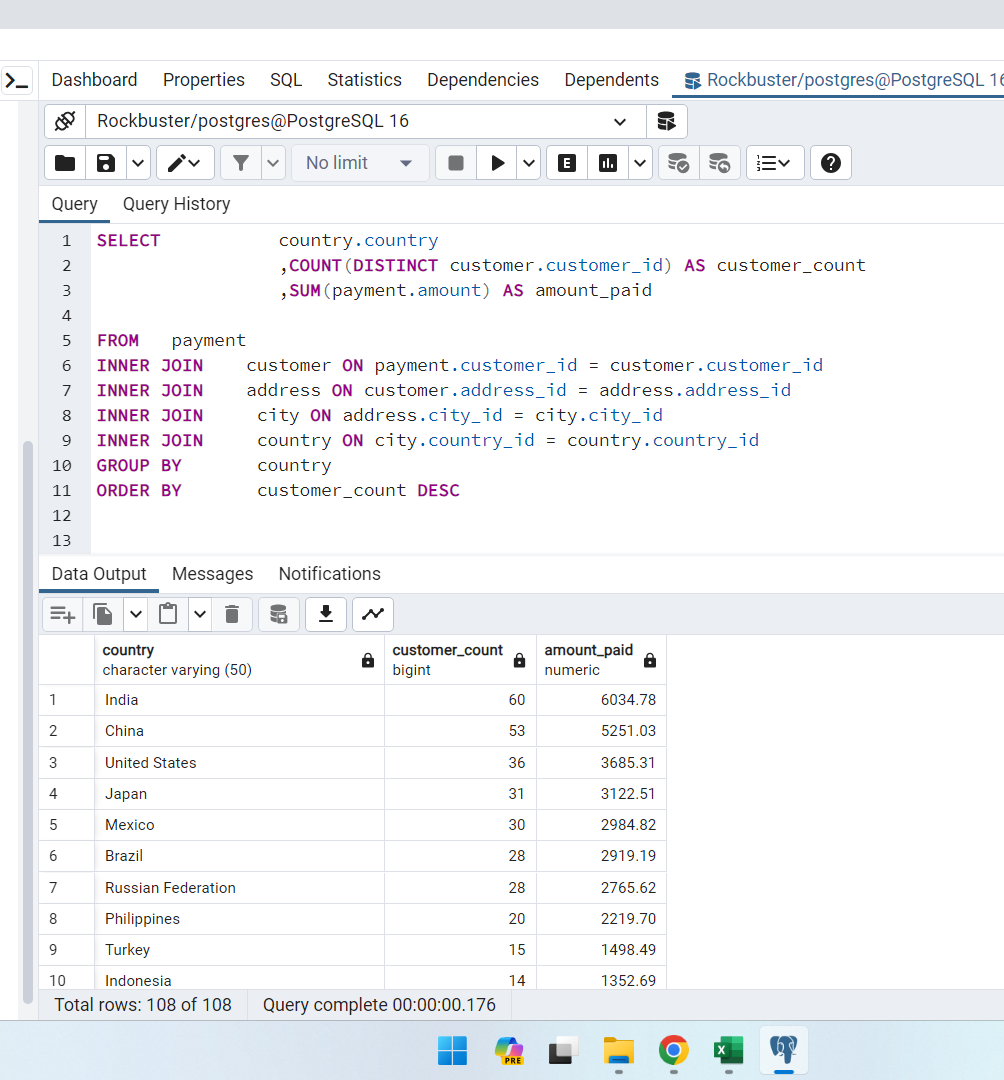 Dashboard Properties SQL Statistics Dependencies Dependents Rockbuster/postgres@PostgreSQL 16
Rockbuster/postgres@PostgreSQL 16
No limit E
Query Query History
1 SELECT country.country
2 ,COUNT(DISTINCT customer.customer_id) AS customer_count
3 ,SUM(payment.amount) AS amount_paid
4
5 FROM payment
6 INNER JOIN customer ON payment.customer_id = customer.customer_id
7 INNER JOIN address ON customer.address_id = address.address_id
8 INNER JOIN city ON address.city_id = city.city_id
9 INNER JOIN country ON city.country_id = country.country_id
10 GROUP BY country
11 ORDER BY customer_count DESC
12
13
Data Output Messages Notifications
country customer_count amount_paid
character varying (50) bigint numeric
1 India 60 6034.78
2 China 53 5251.03
3 United States 36 3685.31
4 Japan 31 3122.51
5 Mexico 30 2984.82
6 Brazil 28 2919.19
7 Russian Federation 28 2765.62
8 Philippines 20 2219.70
9 Turkey 15 1498.49
10 Indonesia 14 1352.69
Total rows: 108 of 108 Query complete 00:00:00.176
PRE